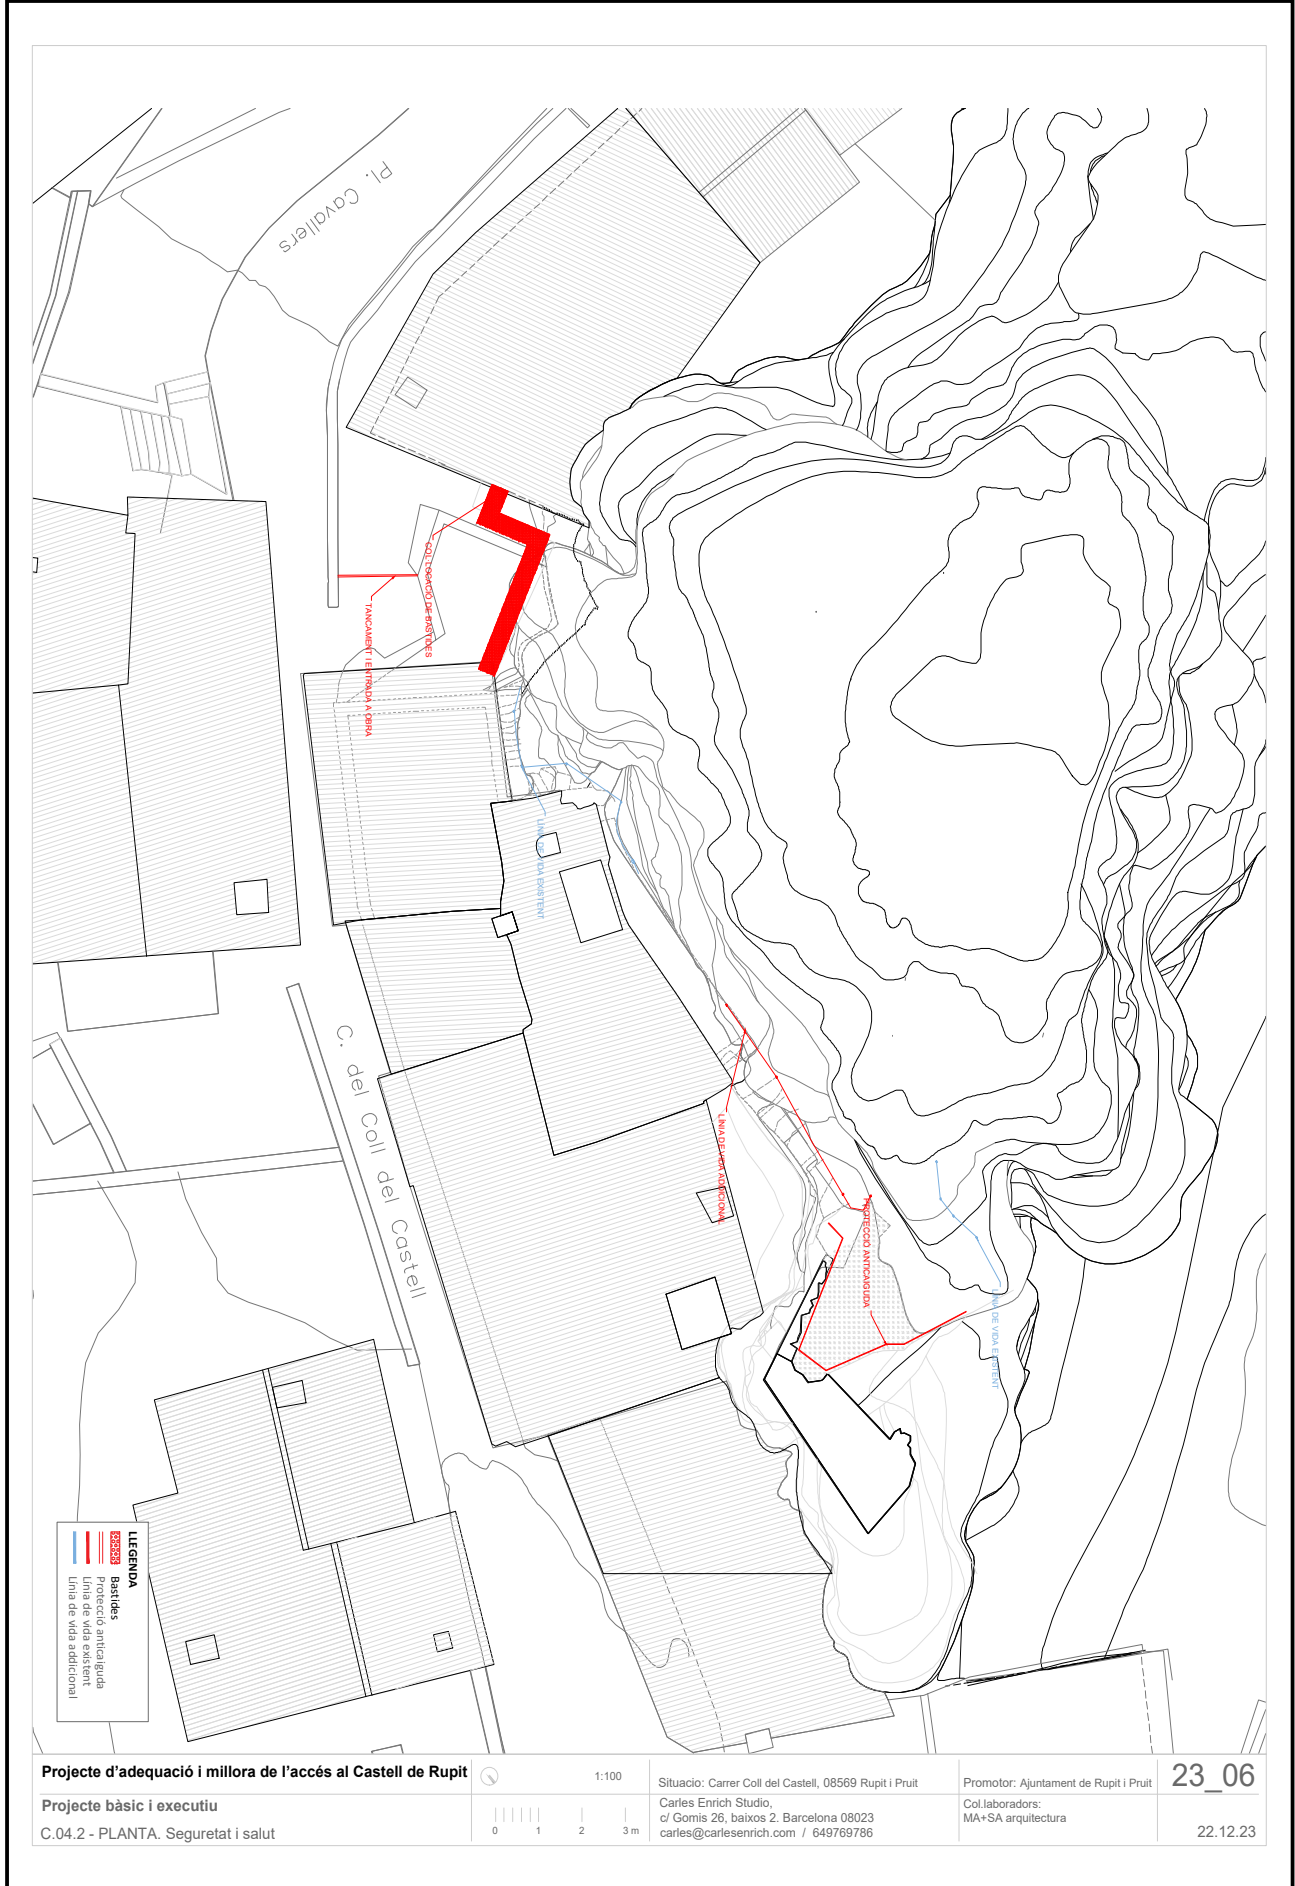 Pl. Cavallers
COL·LOCACIÓ DE BASTIDES
TANCAMENT I ENTRADA A OBRA
LÍNIA DE VIDA EXISTENT
C. del Coll del Castell
LÍNIA DE VIDA ADDICIONAL
PROTECCIÓ ANTICAIGUDA
LÍNIA DE VIDA EXISTENT
LLEGENDA
Bastides
Protecció anticaiguda
Línia de vida existent
Línia de vida addicional
Projecte d'adequació i millora de l'accés al Castell de Rupit
Projecte bàsic i executiu
C.04.2 - PLANTA. Seguretat i salut
1:100
0 1 2 3 m
Situacio: Carrer Coll del Castell, 08569 Rupit i Pruit
Carles Enrich Studio,
c/ Gomis 26, baixos 2. Barcelona 08023
carles@carlesenrich.com / 649769786
Promotor: Ajuntament de Rupit i Pruit
Col.laboradors:
MA+SA arquitectura
23_06
22.12.23